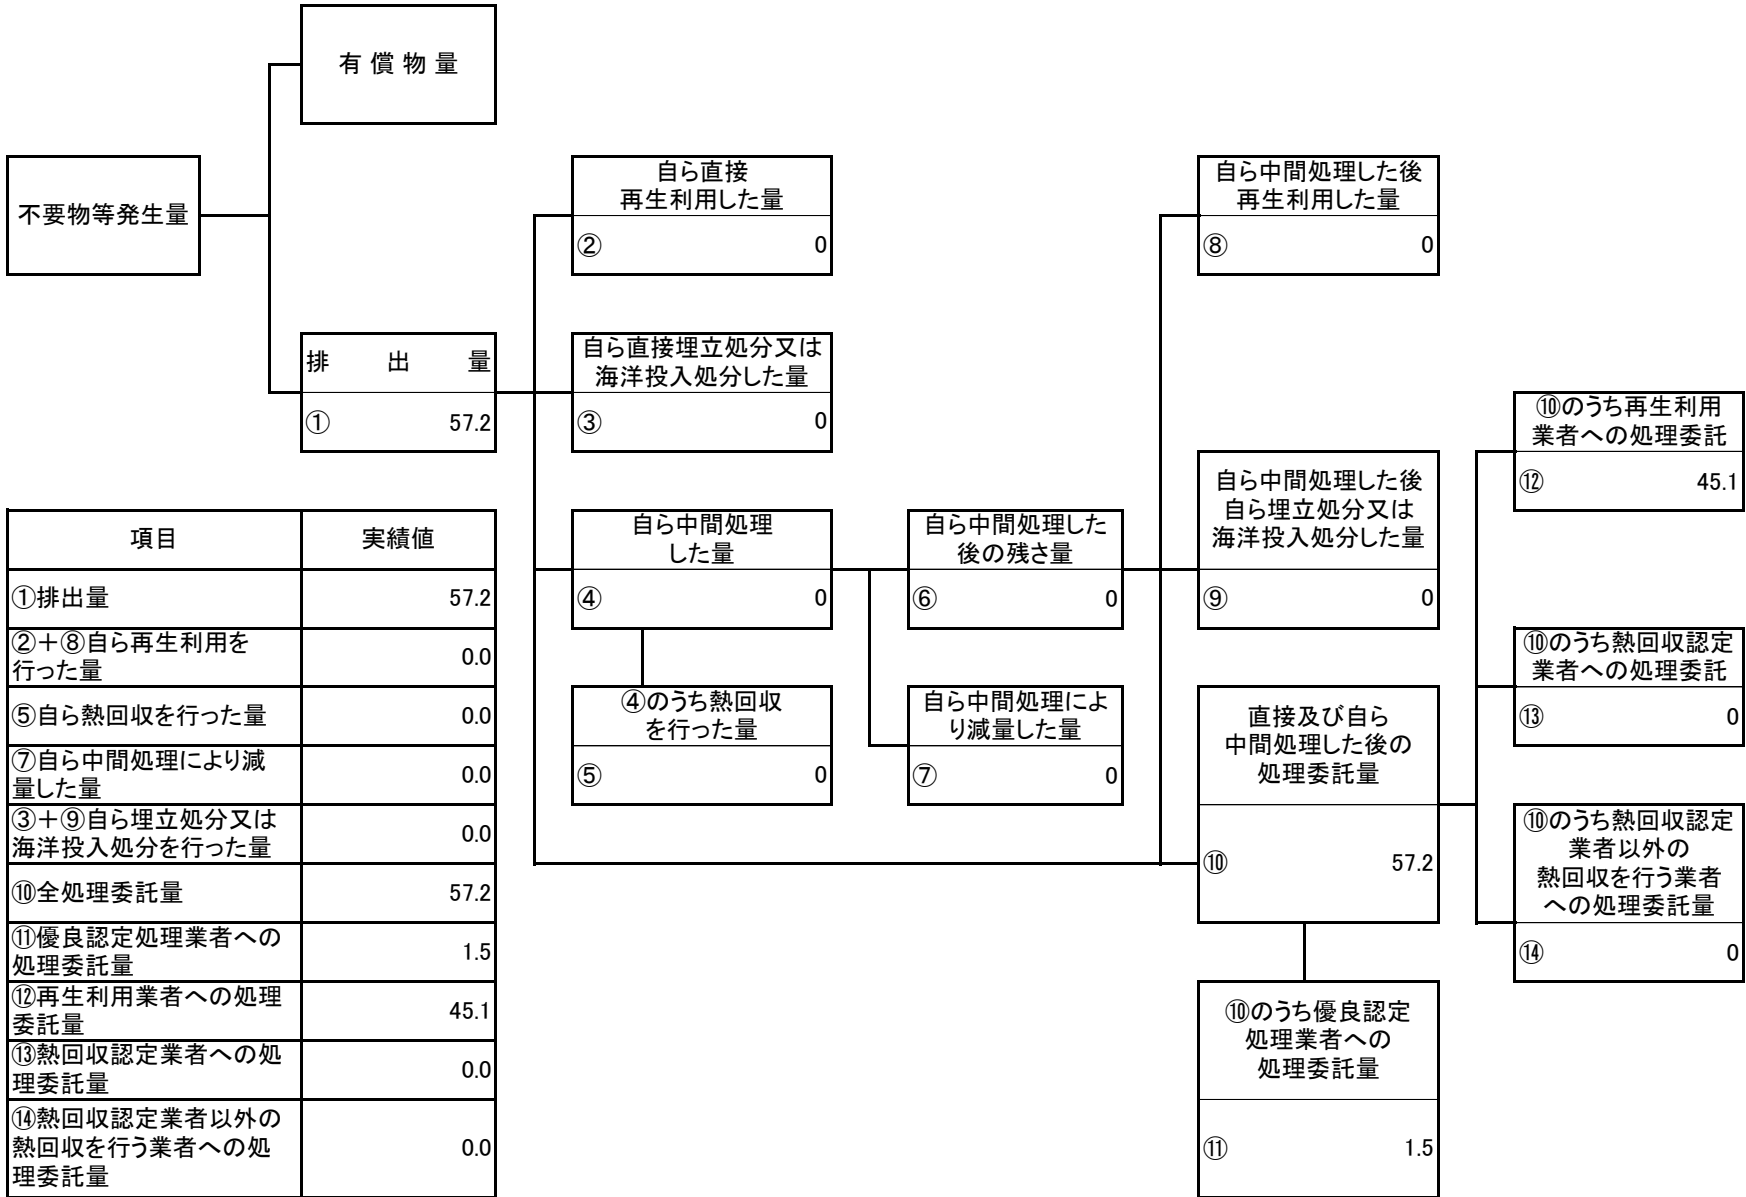 有償物量
不要物等発生量
排出量
① 57.2
自ら直接
再生利用した量
② 0
自ら直接埋立処分又は
海洋投入処分した量
③ 0
自ら中間処理
した量
④ 0
④のうち熱回収
を行った量
⑤ 0
自ら中間処理した
後の残さ量
⑥ 0
自ら中間処理によ
り減量した量
⑦ 0
自ら中間処理した後
再生利用した量
⑧ 0
自ら中間処理した後
自ら埋立処分又は
海洋投入処分した量
⑨ 0
直接及び自ら
中間処理した後の
処理委託量
⑩ 57.2
⑩のうち優良認定
処理業者への
処理委託量
⑪ 1.5
⑩のうち再生利用
業者への処理委託
⑫ 45.1
⑩のうち熱回収認定
業者への処理委託
⑬ 0
⑩のうち熱回収認定
業者以外の
熱回収を行う業者
への処理委託量
⑭ 0
項目 実績値
①排出量 57.2
②+⑧自ら再生利用を
行った量 0.0
⑤自ら熱回収を行った量 0.0
⑦自ら中間処理により減
量した量 0.0
③+⑨自ら埋立処分又は
海洋投入処分を行った量 0.0
⑩全処理委託量 57.2
⑪優良認定処理業者への
処理委託量 1.5
⑫再生利用業者への処理
委託量 45.1
⑬熱回収認定業者への処
理委託量 0.0
⑭熱回収認定業者以外の
熱回収を行う業者への処
理委託量 0.0